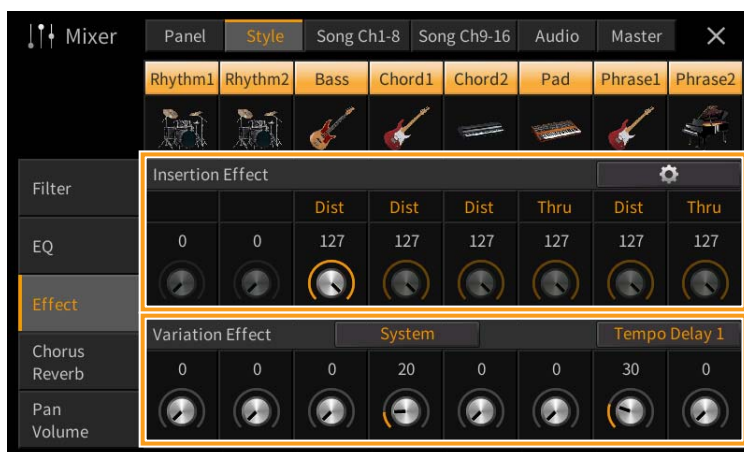 Mixer Panel Style Song Ch1-8 Song Ch9-16 Audio Master
Rhythm1 Rhythm2 Bass Chord1 Chord2 Pad Phrase1 Phrase2
Insertion Effect
Filter
Dist Dist Dist Thru Dist Thru
EQ
0 0 127 127 127 127 127 127
Effect
Variation Effect System Tempo Delay 1
Chorus
Reverb
0 0 0 20 0 0 30 0
Pan
Volume